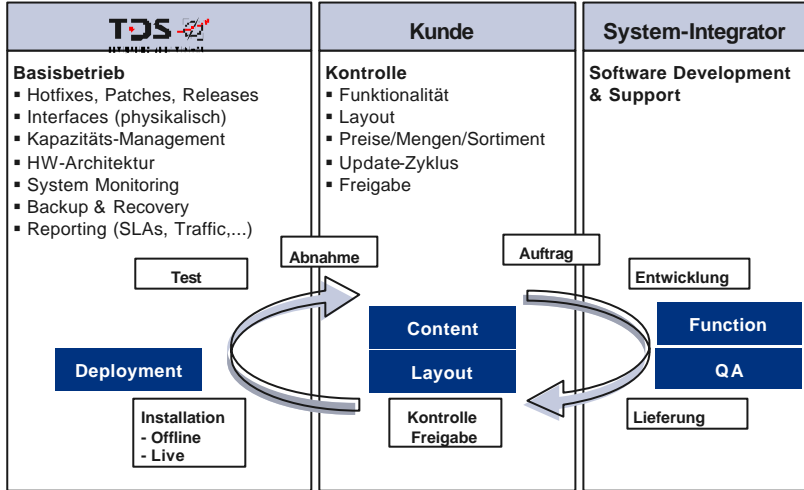 TDS
Kunde
System-Integrator
Basisbetrieb
▪ Hotfixes, Patches, Releases
▪ Interfaces (physikalisch)
▪ Kapazitäts-Management
▪ HW-Architektur
▪ System Monitoring
▪ Backup & Recovery
▪ Reporting (SLAs, Traffic,...)
Kontrolle
▪ Funktionalität
▪ Layout
▪ Preise/Mengen/Sortiment
▪ Update-Zyklus
▪ Freigabe
Software Development
& Support
Test
Abnahme
Auftrag
Entwicklung
Deployment
Content
Layout
Function
QA
Installation
- Offline
- Live
Kontrolle
Freigabe
Lieferung